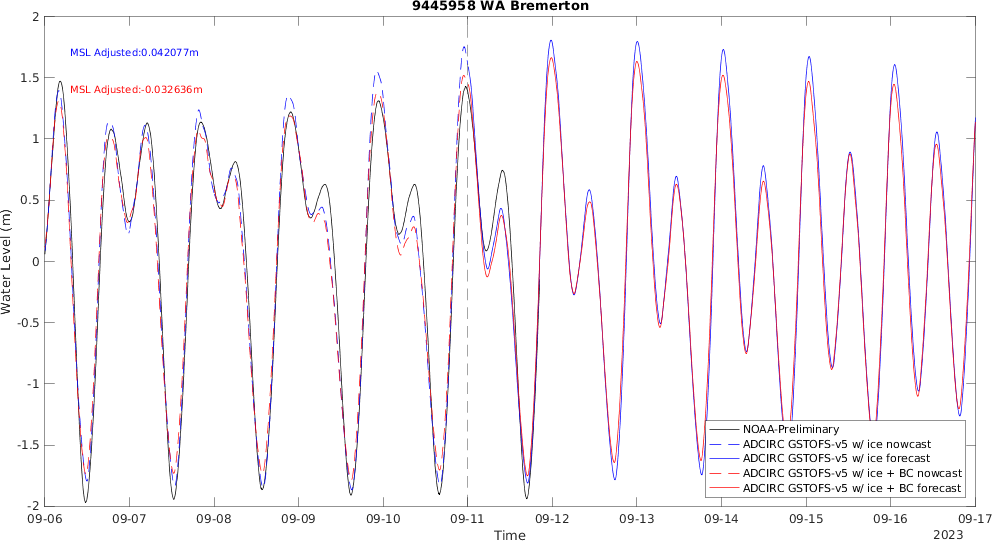 9445958 WA Bremerton
MSL Adjusted:0.042077m
MSL Adjusted:-0.032636m
Water Level (m)
2
1.5
1
0.5
0
-0.5
-1
-1.5
-2
NOAA-Preliminary
ADCIRC GSTOFS-v5 w/ ice nowcast
ADCIRC GSTOFS-v5 w/ ice forecast
ADCIRC GSTOFS-v5 w/ ice + BC nowcast
ADCIRC GSTOFS-v5 w/ ice + BC forecast
09-06 09-07 09-08 09-09 09-10 09-11 09-12 09-13 09-14 09-15 09-16 09-17
Time
2023